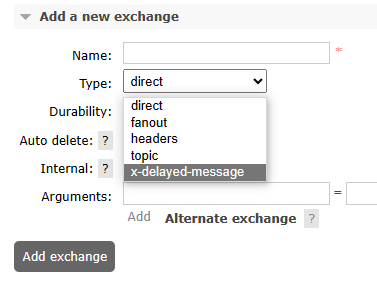 Add a new exchange
Name: *
Type: direct
Durability: direct
fanout
Auto delete: ? headers
topic
Internal: ? x-delayed-message
Arguments: =
Add Alternate exchange ?
Add exchange